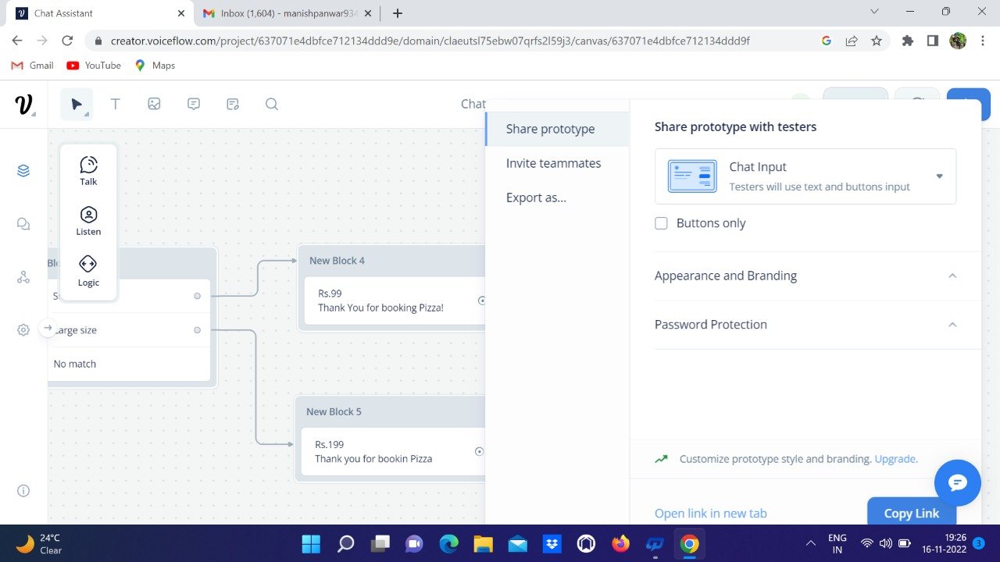 Chat Assistant
Inbox (1,604) - manishpanwar934
creator.voiceflow.com/project/637071e4dbfce712134ddd9e/domain/claeutsl75ebw07qrfs2l59j3/canvas/637071e4dbfce712134ddd9f
Gmail
YouTube
Maps
Chat
Talk
Listen
Logic
Large size
No match
New Block 4
Rs.99
Thank You for booking Pizza!
New Block 5
Rs.199
Thank you for bookin Pizza
Share prototype
Invite teammates
Export as...
Share prototype with testers
Chat Input
Testers will use text and buttons input
Buttons only
Appearance and Branding
Password Protection
Customize prototype style and branding. Upgrade.
Open link in new tab
Copy Link
24°C
Clear
ENG
IN
19:26
16-11-2022
3